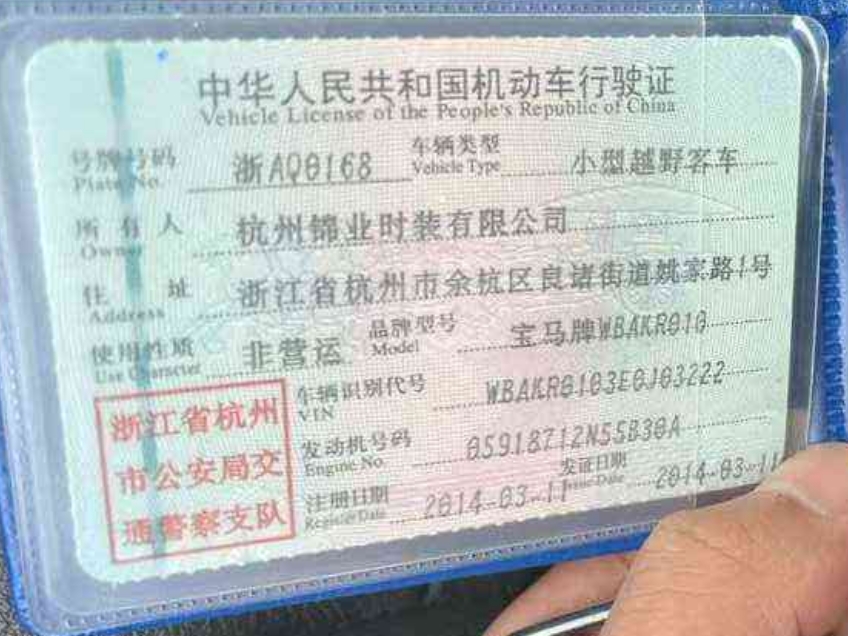 中华人民共和国机动车行驶证
Vehicle License of the People's Republic of China
号牌号码 浙AQ0168 车辆类型 小型越野客车
Plate No. Vehicle Type
所有人 杭州锦业时装有限公司
Owner
住址 浙江省杭州市余杭区良诸街道姚家路1号
Address
使用性质 非营运 品牌型号 宝马牌WBAKR010
Use Character Model
浙江省杭州 车辆识别代号 WBAKR0103E0J03222
VIN
市公安局交 发动机号码 05918712N55B30A
Engine No.
通警察支队 注册日期 2014-03-11 发证日期 2014-03-11
Register Date Issue Date